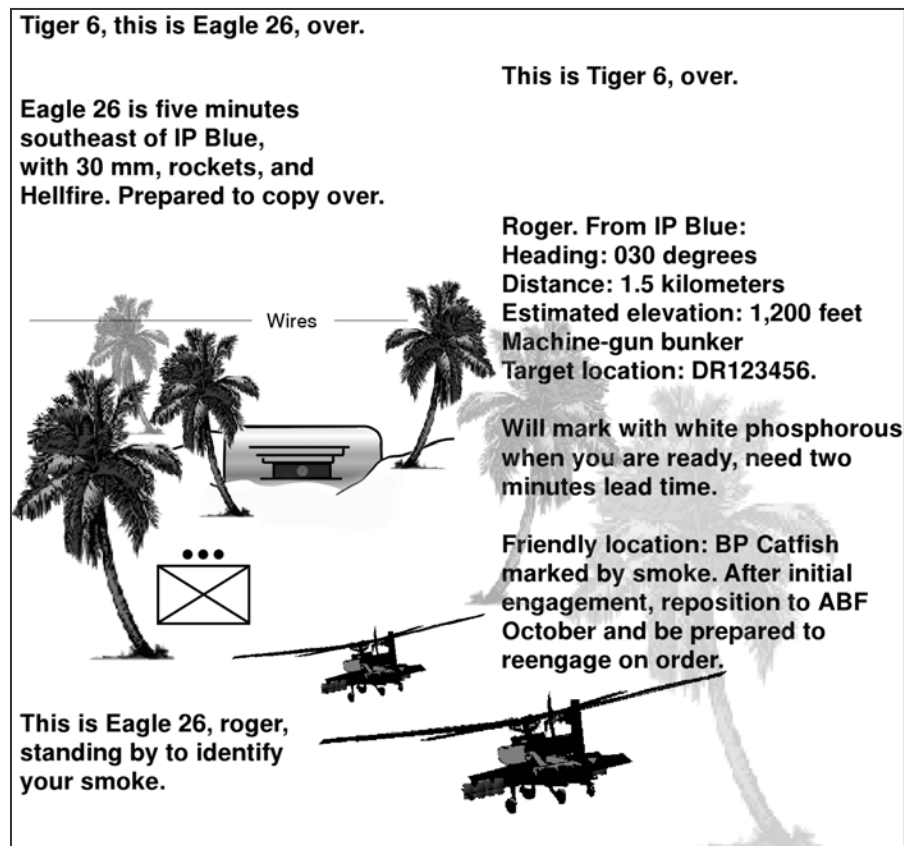 Tiger 6, this is Eagle 26, over.
This is Tiger 6, over.
Eagle 26 is five minutes
southeast of IP Blue,
with 30 mm, rockets, and
Hellfire. Prepared to copy over.
Roger. From IP Blue:
Heading: 030 degrees
Distance: 1.5 kilometers
Estimated elevation: 1,200 feet
Machine-gun bunker
Target location: DR123456.
Wires
Will mark with white phosphorous
when you are ready, need two
minutes lead time.
Friendly location: BP Catfish
marked by smoke. After initial
engagement, reposition to ABF
October and be prepared to
reengage on order.
This is Eagle 26, roger,
standing by to identify
your smoke.